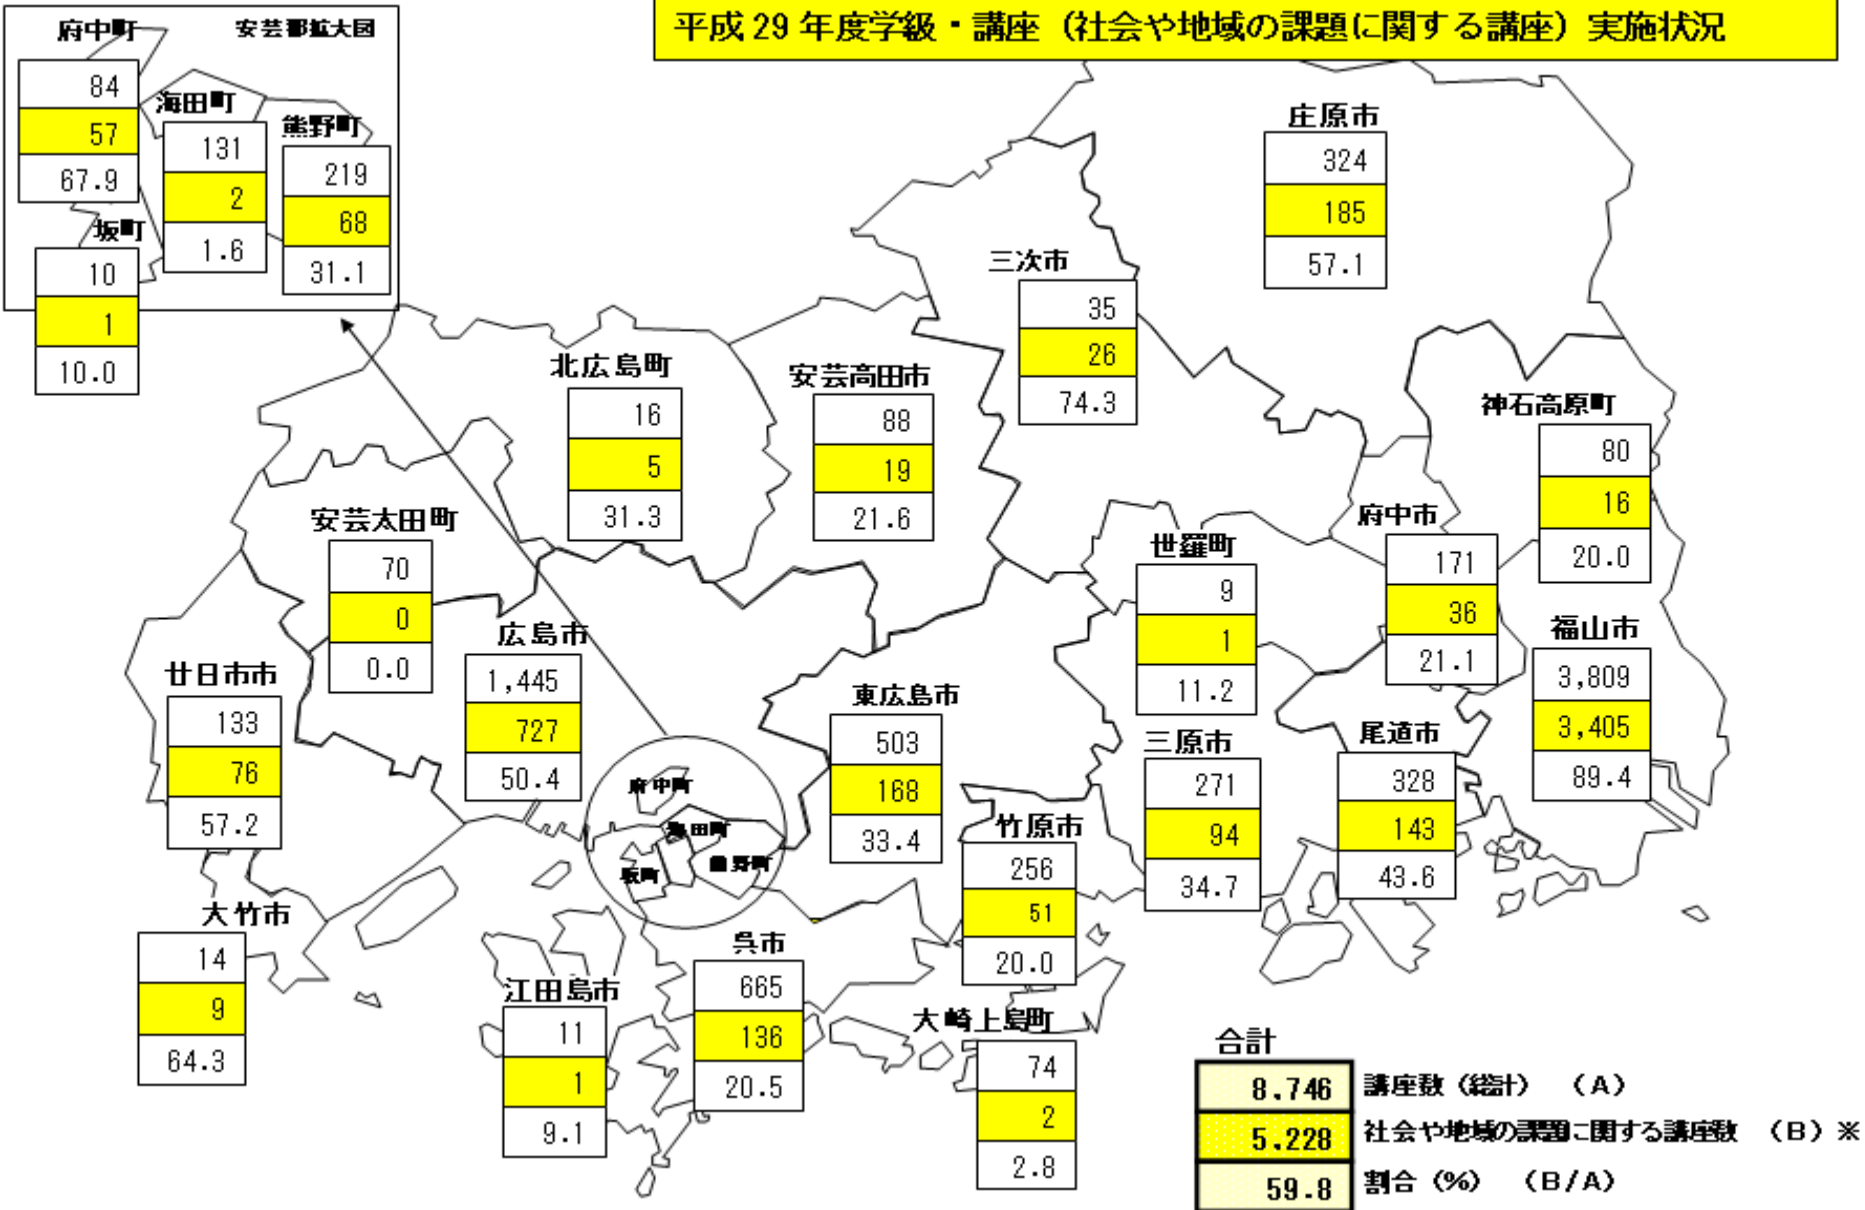 平成29年度学級・講座（社会や地域の課題に関する講座）実施状況
安芸郡拡大図
府中町
84
57
67.9
海田町
131
2
1.6
熊野町
219
68
31.1
坂町
10
1
10.0
庄原市
324
185
57.1
三次市
35
26
74.3
北広島町
16
5
31.3
安芸高田市
88
19
21.6
神石高原町
80
16
20.0
安芸太田町
70
0
0.0
府中市
171
36
21.1
世羅町
9
1
11.2
福山市
3,809
3,405
89.4
広島市
1,445
727
50.4
廿日市市
133
76
57.2
東広島市
503
168
33.4
三原市
271
94
34.7
尾道市
328
143
43.6
府中町
海田町
熊野町
坂町
竹原市
256
51
20.0
大竹市
14
9
64.3
呉市
665
136
20.5
江田島市
11
1
9.1
大崎上島町
74
2
2.8
合計
8.746 講座数（総計）　（A）
5.228 社会や地域の課題に関する講座数　（B）※
59.8 割合（%）　（B/A）